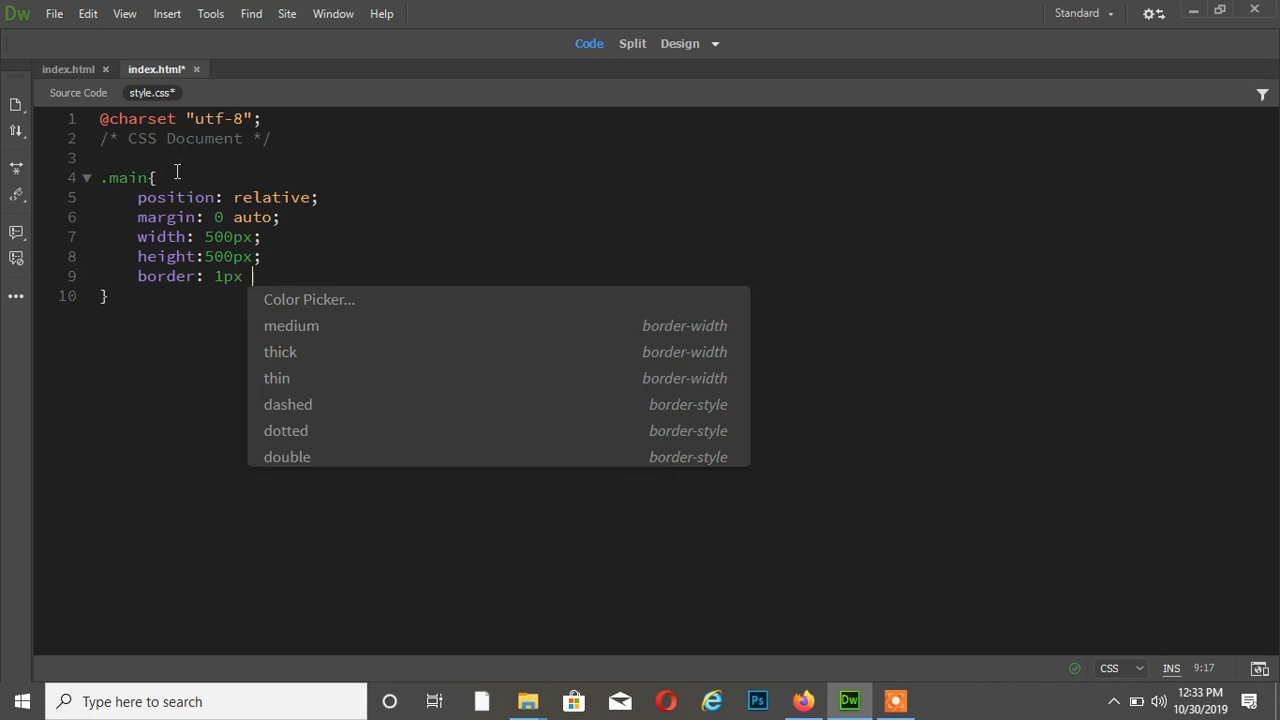 Dw File Edit View Insert Tools Find Site Window Help Standard
Code Split Design
index.html index.html*
Source Code style.css*
1 @charset "utf-8";
2 /* CSS Document */
3
4 .main{
5 position: relative;
6 margin: 0 auto;
7 width: 500px;
8 height:500px;
9 border: 1px
10 }
Color Picker...
medium border-width
thick border-width
thin border-width
dashed border-style
dotted border-style
double border-style
CSS INS 9:17
Type here to search
Ps Dw
12:33 PM
10/30/2019